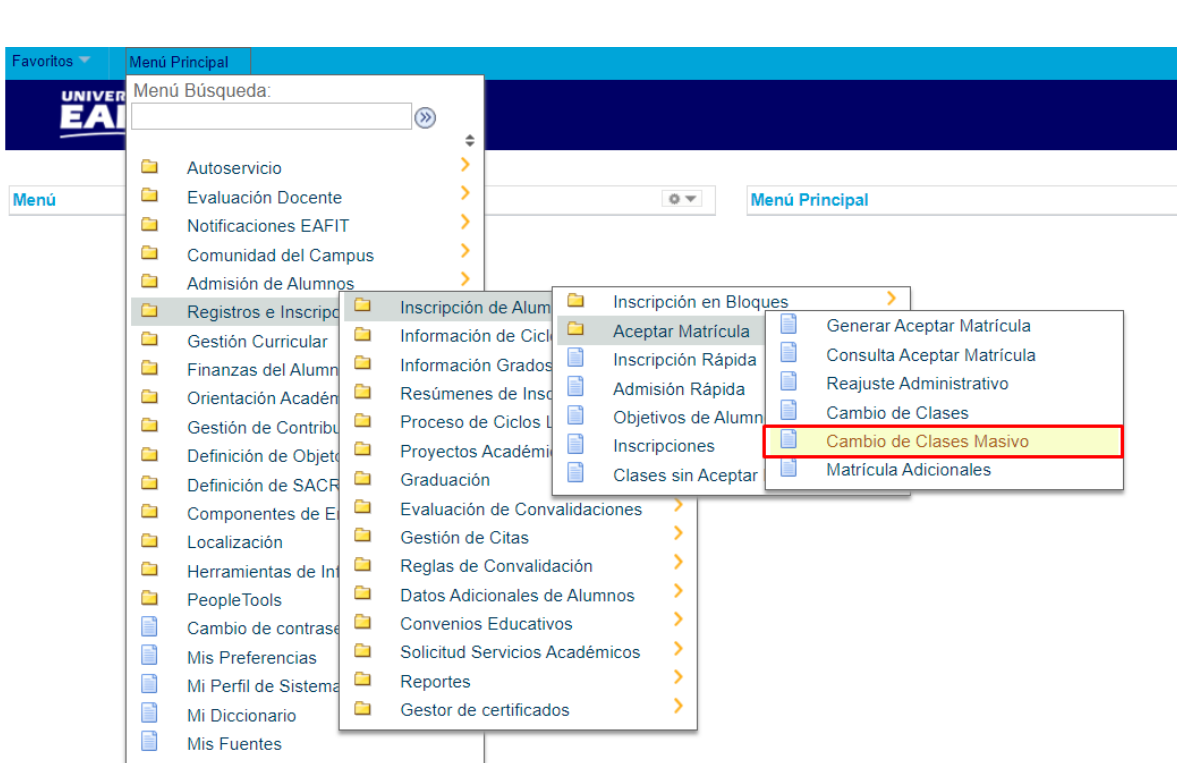 Favoritos
Menú Principal
UNIVER
EAI
Menú Búsqueda:
Menú
Menú Principal
Autoservicio
Evaluación Docente
Notificaciones EAFIT
Comunidad del Campus
Admisión de Alumnos
Registros e Inscripc
Gestión Curricular
Finanzas del Alumn
Orientación Académ
Gestión de Contribu
Definición de Objeto
Definición de SACR
Componentes de
Localización
Herramientas de Inf
PeopleTools
Cambio de contrase
Mis Preferencias
Mi Perfil de Sistema
Mi Diccionario
Mis Fuentes
Inscripción de Alum
Información de Cicl
Información Grados
Resúmenes de Insc
Proceso de Ciclos L
Proyectos Académi
Graduación
Evaluación de Convalidaciones
Gestión de Citas
Reglas de Convalidación
Datos Adicionales de Alumnos
Convenios Educativos
Solicitud Servicios Académicos
Reportes
Gestor de certificados
Inscripción en Bloques
Aceptar Matrícula
Inscripción Rápida
Admisión Rápida
Objetivos de Alumn
Inscripciones
Clases sin Aceptar
Generar Aceptar Matrícula
Consulta Aceptar Matrícula
Reajuste Administrativo
Cambio de Clases
Cambio de Clases Masivo
Matrícula Adicionales